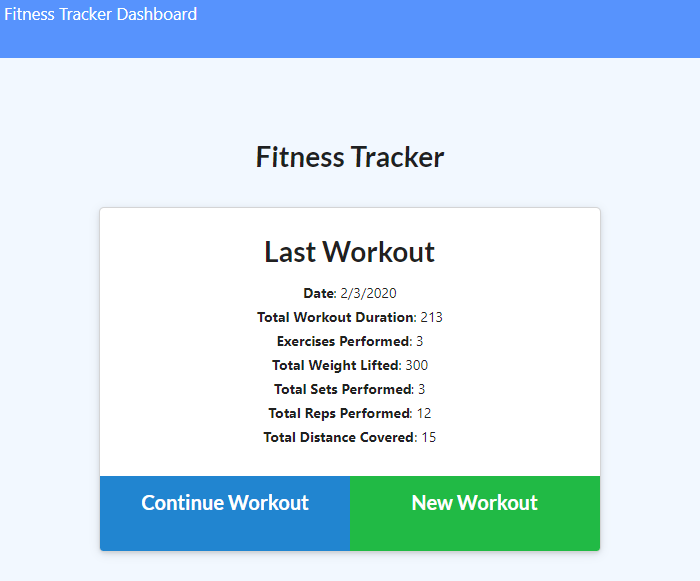 Fitness Tracker Dashboard
Fitness Tracker
Last Workout
Date: 2/3/2020
Total Workout Duration: 213
Exercises Performed: 3
Total Weight Lifted: 300
Total Sets Performed: 3
Total Reps Performed: 12
Total Distance Covered: 15
Continue Workout
New Workout